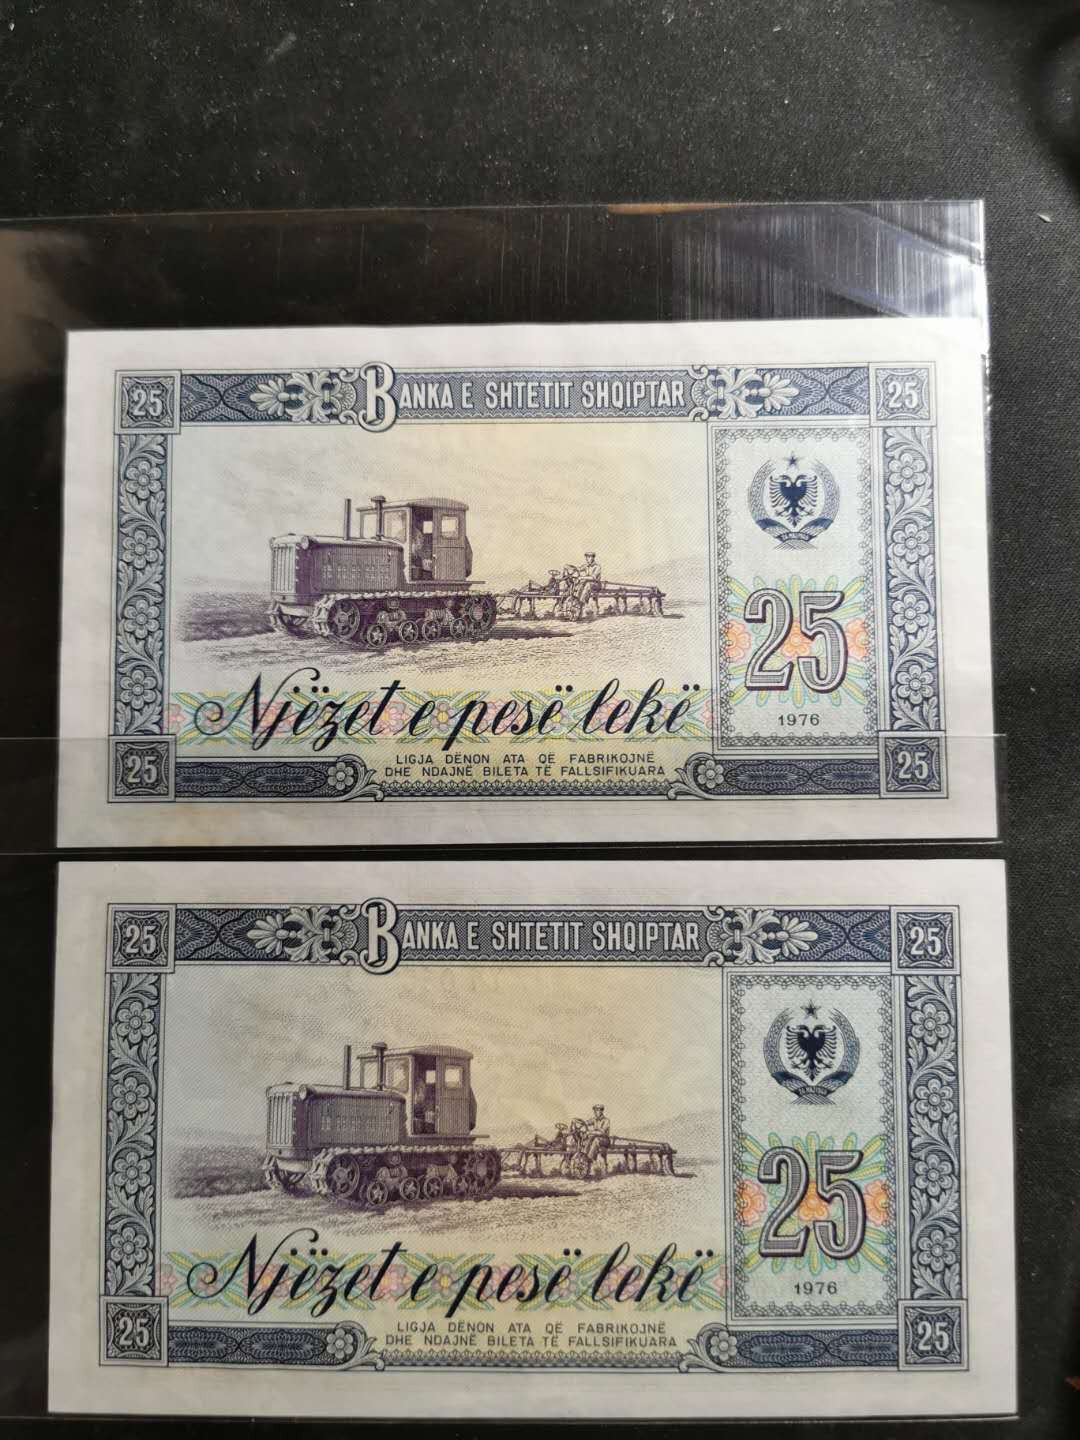 25 BANKA E SHTETIT SHQIPTAR 25
25
1976
Njëzet e pesë lekë
25 LIGJA DËNON ATA QË FABRIKOJNË 25
DHE NDAJNË BILETA TË FALLSIFIKUARA
25 BANKA E SHTETIT SHQIPTAR 25
25
1976
Njëzet e pesë lekë
25 LIGJA DËNON ATA QË FABRIKOJNË 25
DHE NDAJNË BILETA TË FALLSIFIKUARA